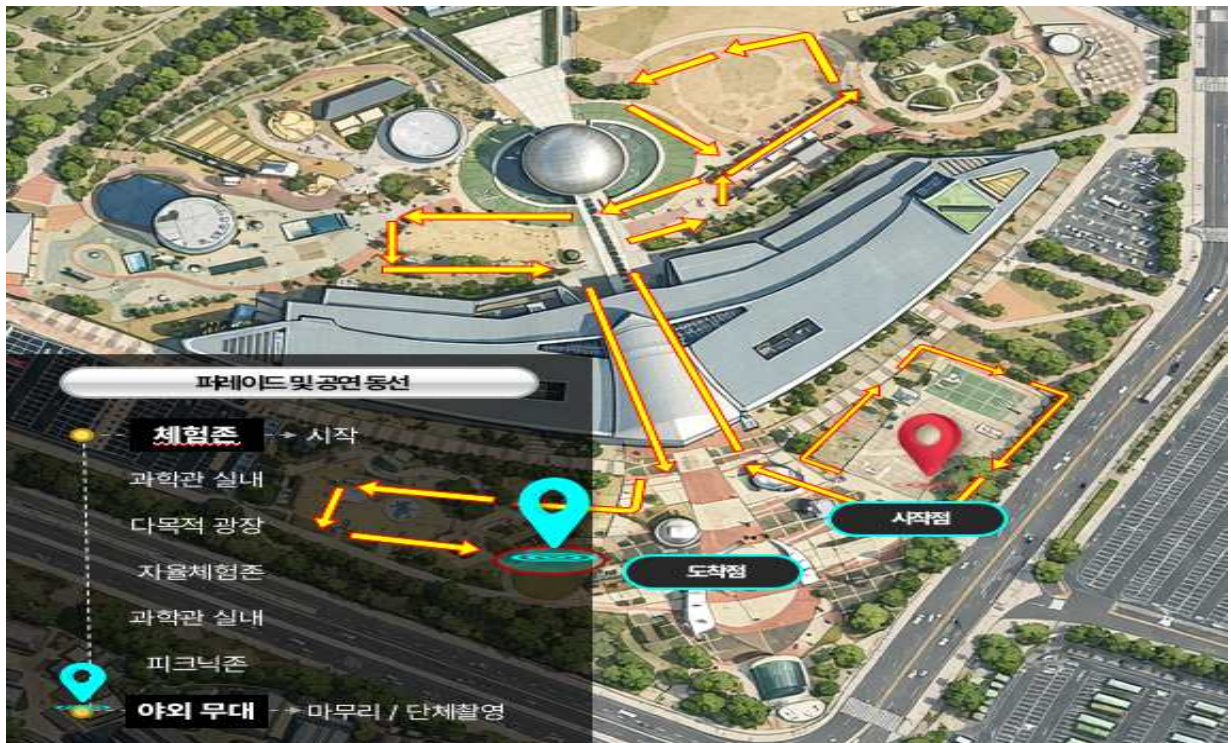 퍼레이드 및 공연 동선
체험존 → 시작
과학관 실내
다목적 광장
자율체험존
과학관 실내
피크닉존
야외 무대 → 마무리 / 단체촬영
시작점
도착점